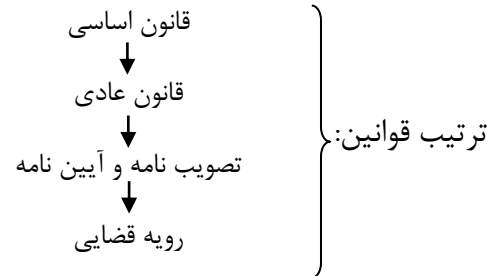 ترتیب قوانین:
قانون اساسی
قانون عادی
تصویب نامه و آیین نامه
رویه قضایی